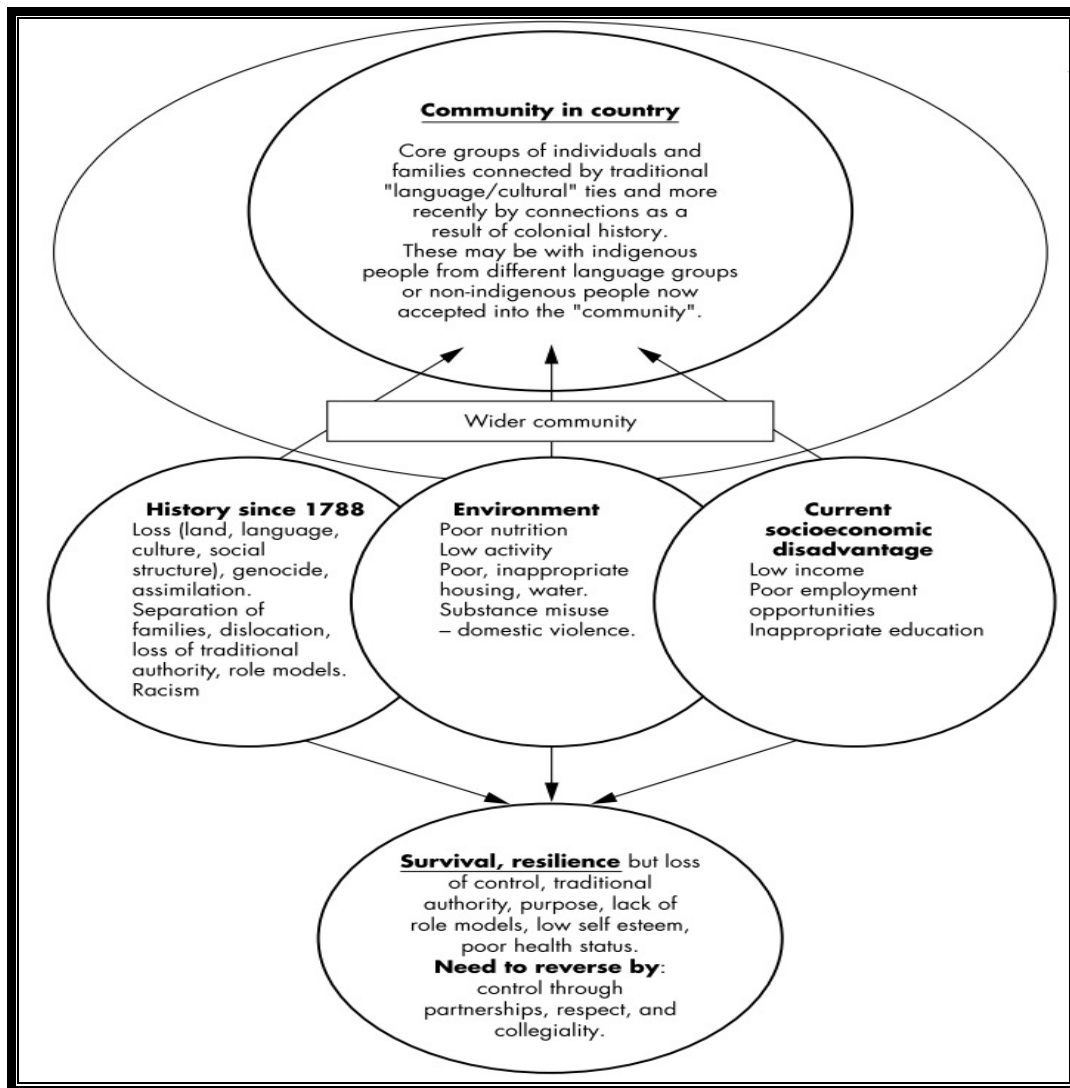 Community in country
Core groups of individuals and
families connected by traditional
"language/cultural" ties and more
recently by connections as a
result of colonial history.
These may be with indigenous
people from different language groups
or non-indigenous people now
accepted into the "community".
Wider community
History since 1788
Loss (land, language,
culture, social
structure), genocide,
assimilation.
Separation of
families, dislocation,
loss of traditional
authority, role models.
Racism
Environment
Poor nutrition
Low activity
Poor, inappropriate
housing, water.
Substance misuse
– domestic violence.
Current
socioeconomic
disadvantage
Low income
Poor employment
opportunities
Inappropriate education
Survival, resilience but loss
of control, traditional
authority, purpose, lack of
role models, low self esteem,
poor health status.
Need to reverse by:
control through
partnerships, respect, and
collegiality.